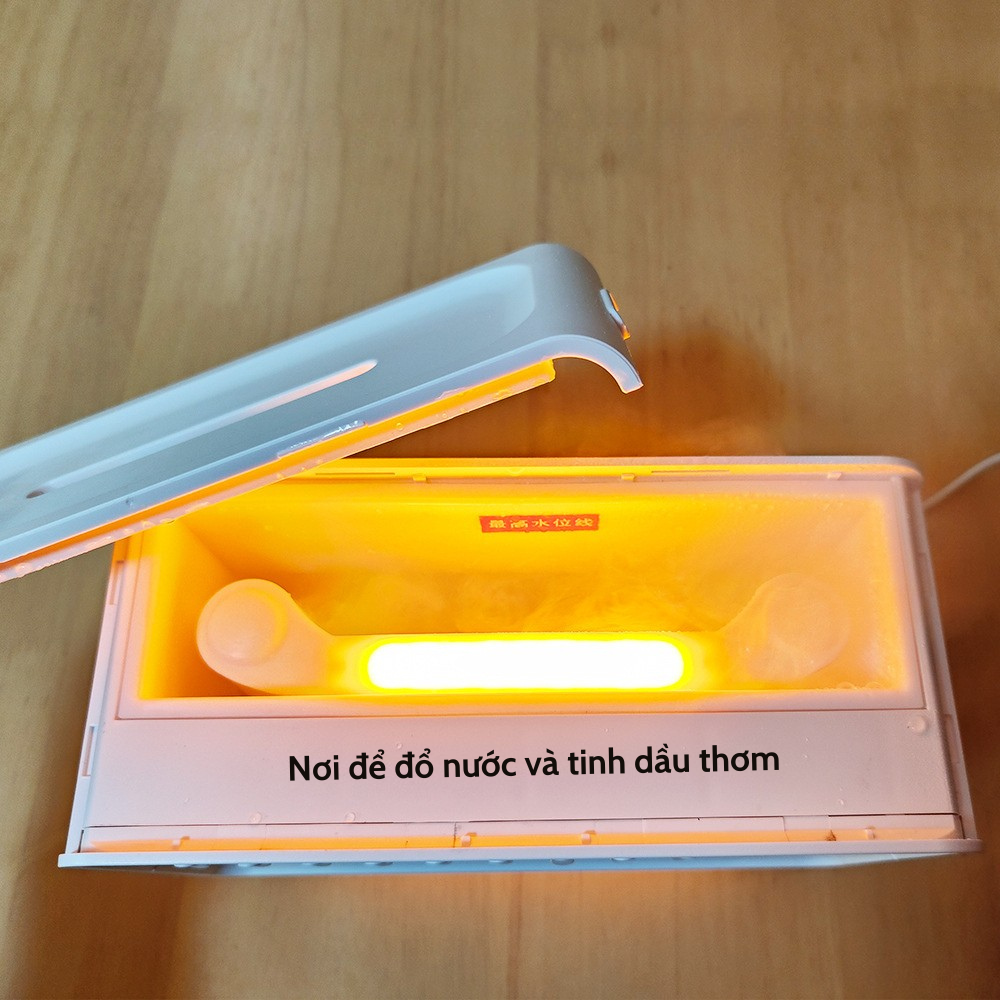 最高水位线
Nơi để đổ nước và tinh dầu thơm